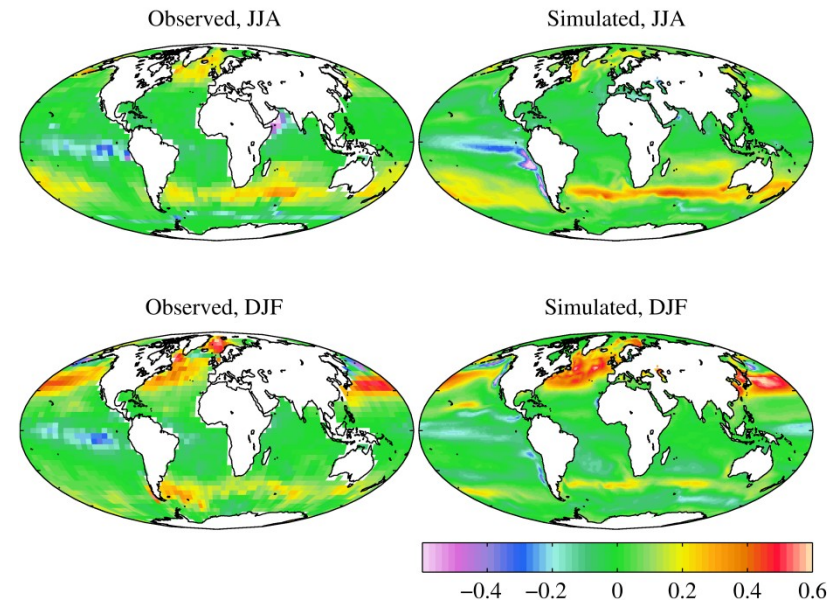 Observed, JJA
Simulated, JJA
Observed, DJF
Simulated, DJF
−0.4 −0.2 0 0.2 0.4 0.6